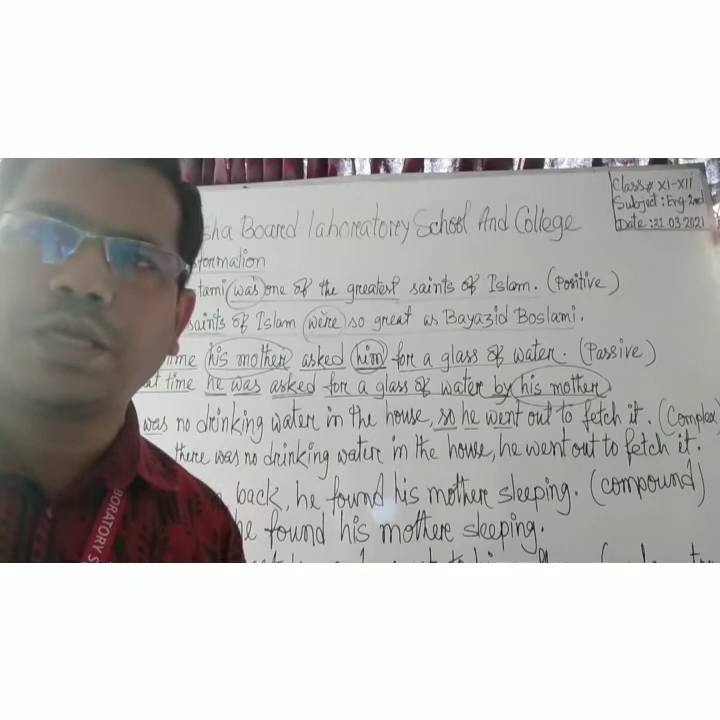 Class# XI-XII
Subject: Eng-2nd
Date: 21-03-2021
sha Board Laboratory School And College
sformation
tami was one of the greatest saints of Islam. (Positive)
saints of Islam were so great as Bayazid Boslami.
me his mother asked him for a glass of water. (Passive)
at time he was asked for a glass of water by his mother.
was no drinking water in the house, so he went out to fetch it. (Complex)
there was no drinking water in the house, he went out to fetch it.
back, he found his mothere sleeping. (compound)
he found his mothere sleeping.
BORATORY S